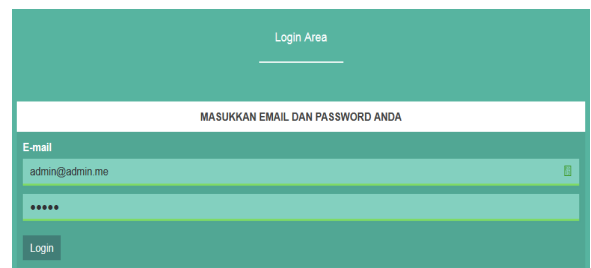 Login Area
MASUKKAN EMAIL DAN PASSWORD ANDA
E-mail
admin@admin.me
•••••
Login